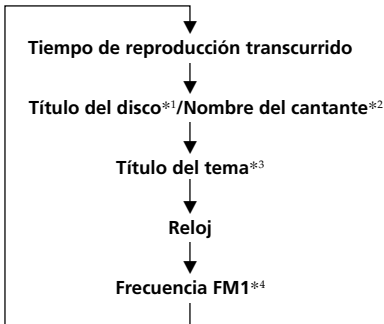 Tiempo de reproducción transcurrido
Título del disco*1/Nombre del cantante*2
Título del tema*3
Reloj
Frecuencia FM1*4